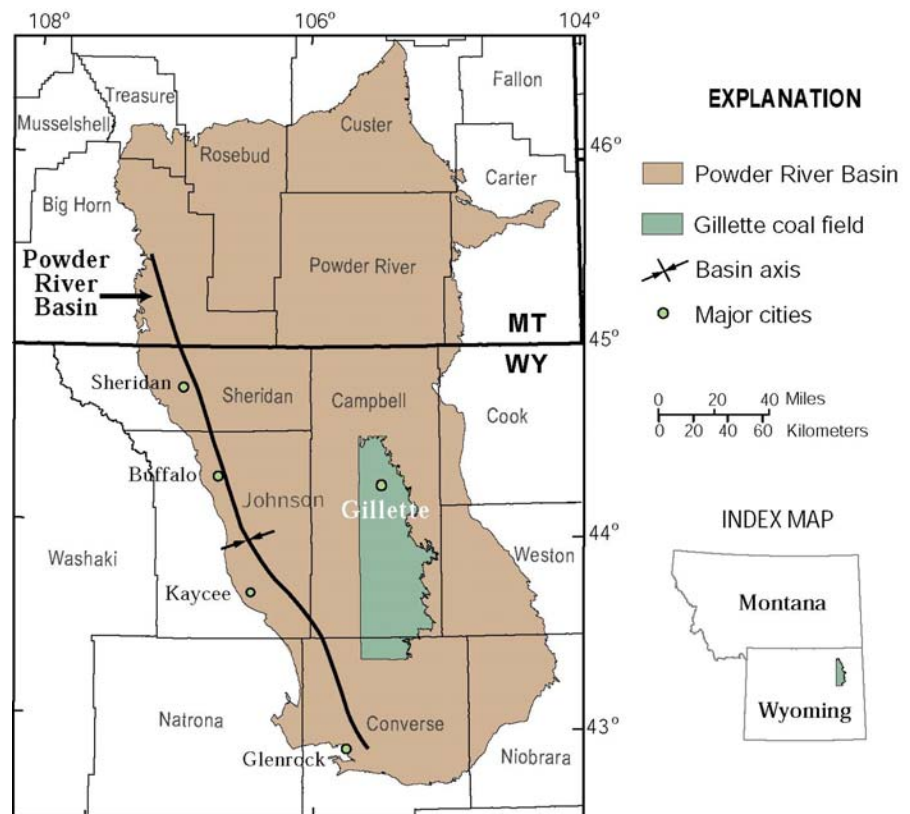 108°
106°
104°
Treasure
Fallon
Musselshell
Custer
Rosebud
46°
Carter
Big Horn
Powder
River
Basin
Powder River
MT
45°
WY
Sheridan
Sheridan
Campbell
Cook
Buffalo
Johnson
Gillette
44°
Washaki
Weston
Kaycee
Natrona
Converse
43°
Glenrock
Niobrara
EXPLANATION
Powder River Basin
Gillette coal field
Basin axis
Major cities
0 20 40 Miles
0 20 40 60 Kilometers
INDEX MAP
Montana
Wyoming